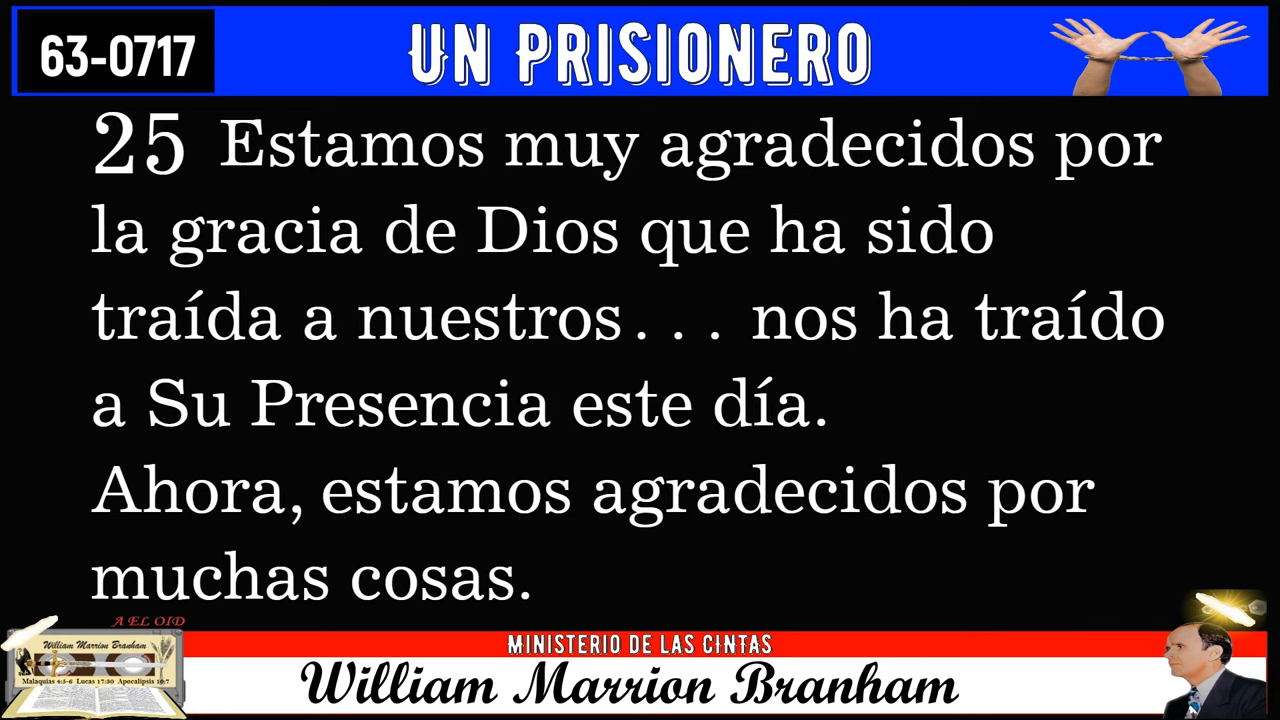 63-0717
UN PRISIONERO
25 Estamos muy agradecidos por
la gracia de Dios que ha sido
traída a nuestros. . . nos ha traído
a Su Presencia este día.
Ahora, estamos agradecidos por
muchas cosas.
A EL OID
William Marrion Branham
Malaquias 4:5-6 Lucas 17:30 Apocalipsis 10:7
MINISTERIO DE LAS CINTAS
William Marrion Branham